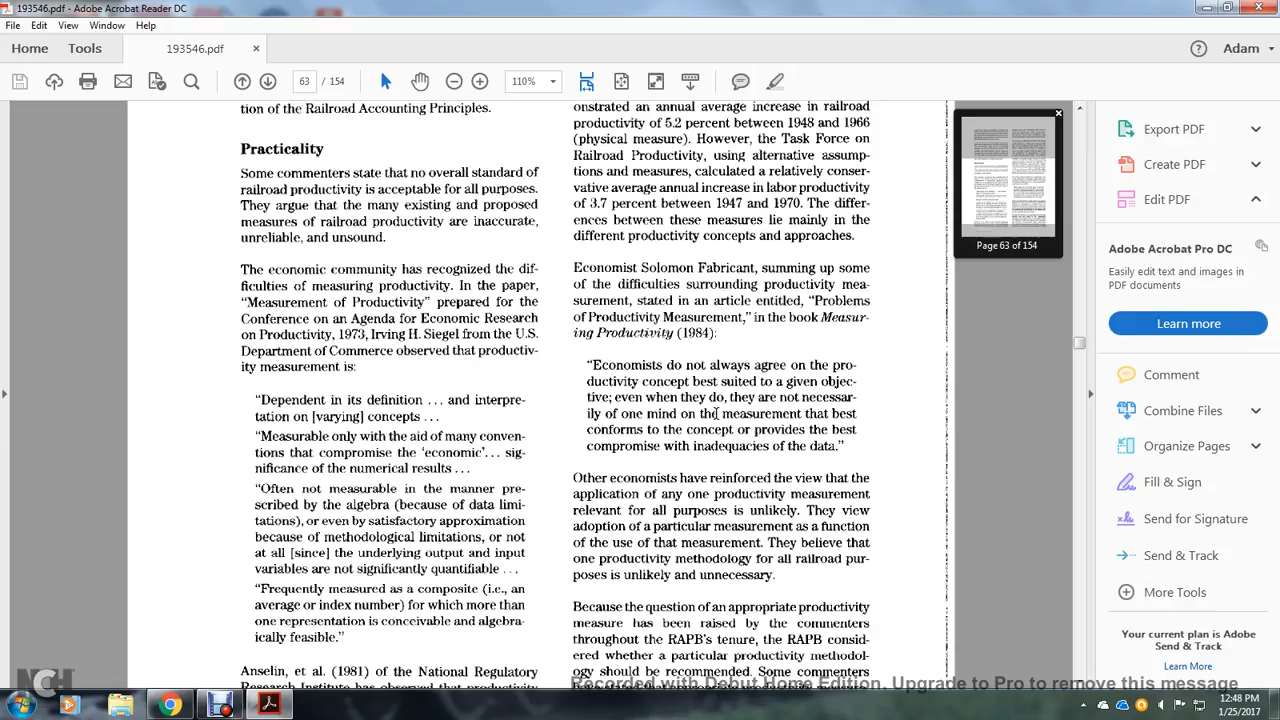 193546.pdf - Adobe Acrobat Reader DC
File Edit View Window Help
Home Tools 193546.pdf × Adam
63 / 154 110%
tion of the Railroad Accounting Principles.
Practicality
Some commenters state that no overall standard of
railroad productivity is acceptable for all purposes.
They argue that the many existing and proposed
measures of railroad productivity are inaccurate,
unreliable, and unsound.
The economic community has recognized the dif-
ficulties of measuring productivity. In the paper,
“Measurement of Productivity” prepared for the
Conference on an Agenda for Economic Research
on Productivity, 1973, Irving H. Siegel from the U.S.
Department of Commerce observed that productiv-
ity measurement is:
“Dependent in its definition . . . and interpre-
tation on [varying] concepts . . .
“Measurable only with the aid of many conven-
tions that compromise the ‘economic’. . . sig-
nificance of the numerical results . . .
“Often not measurable in the manner pre-
scribed by the algebra (because of data limi-
tations), or even by satisfactory approximation
because of methodological limitations, or not
at all [since] the underlying output and input
variables are not significantly quantifiable . . .
“Frequently measured as a composite (i.e., an
average or index number) for which more than
one representation is conceivable and algebra-
ically feasible.”
Anselin, et al. (1981) of the National Regulatory
Research Institute has observed that productivity
onstrated an annual average increase in railroad
productivity of 5.2 percent between 1948 and 1966
(physical measure). However, the Task Force on
Railroad Productivity, using alternative assump-
tions and measures, calculated a relatively conser-
vative average annual increase in labor productivity
of 3.7 percent between 1947 and 1970. The differ-
ences between these measures lie mainly in the
different productivity concepts and approaches.
Economist Solomon Fabricant, summing up some
of the difficulties surrounding productivity mea-
surement, stated in an article entitled, “Problems
of Productivity Measurement,” in the book Measur-
ing Productivity (1984):
“Economists do not always agree on the pro-
ductivity concept best suited to a given objec-
tive; even when they do, they are not necessar-
ily of one mind on the measurement that best
conforms to the concept or provides the best
compromise with inadequacies of the data.”
Other economists have reinforced the view that the
application of any one productivity measurement
relevant for all purposes is unlikely. They view
adoption of a particular measurement as a function
of the use of that measurement. They believe that
one productivity methodology for all railroad pur-
poses is unlikely and unnecessary.
Because the question of an appropriate productivity
measure has been raised by the commenters
throughout the RAPB's tenure, the RAPB consid-
ered whether a particular productivity methodol-
ogy should be recommended. Some commenters
Page 63 of 154
Export PDF
Create PDF
Edit PDF
Adobe Acrobat Pro DC
Easily edit text and images in
PDF documents
Learn more
Comment
Combine Files
Organize Pages
Fill & Sign
Send for Signature
Send & Track
More Tools
Your current plan is Adobe
Send & Track
Learn More
NCH
Recorded with Debut Home Edition. Upgrade to Pro to remove this message
12:48 PM
1/25/2017